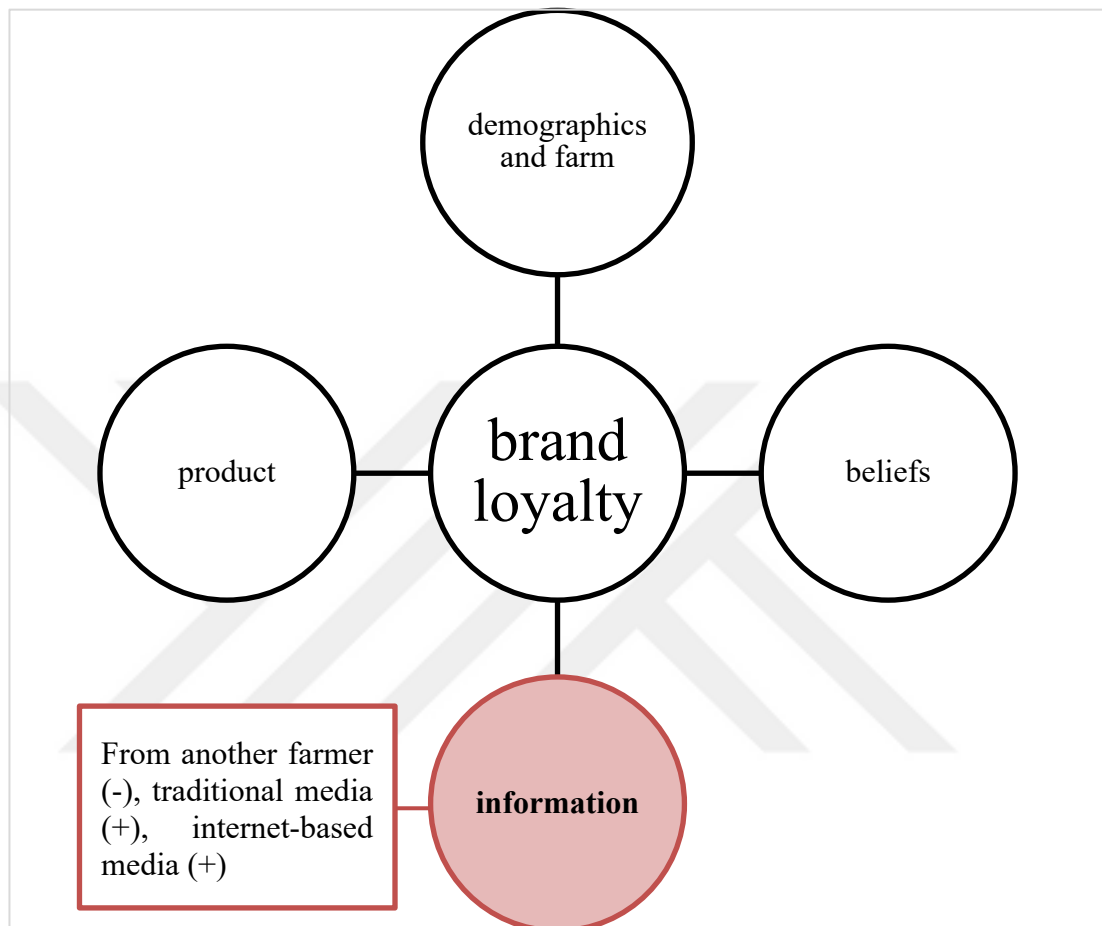 demographics
and farm
product
brand
loyalty
beliefs
From another farmer
(-), traditional media
(+), internet-based
media (+)
information